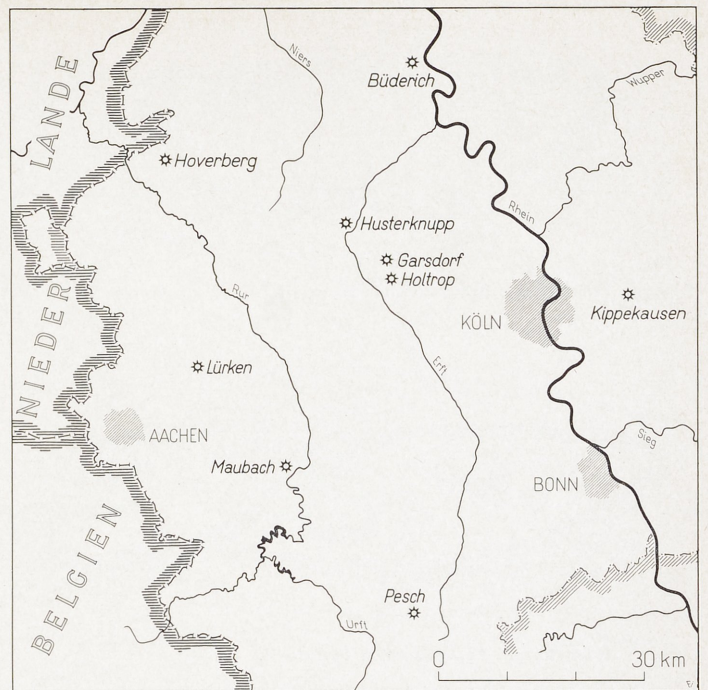 Niers
Büderich
Wupper
NIEDER
LANDE
Hoverberg
Rhein
Husterknupp
Garsdorf
Holtrop
Rur
KÖLN
Kippekausen
Erft
Lürken
AACHEN
Sieg
Maubach
BONN
BELGIEN
Pesch
Urft
0 30 km